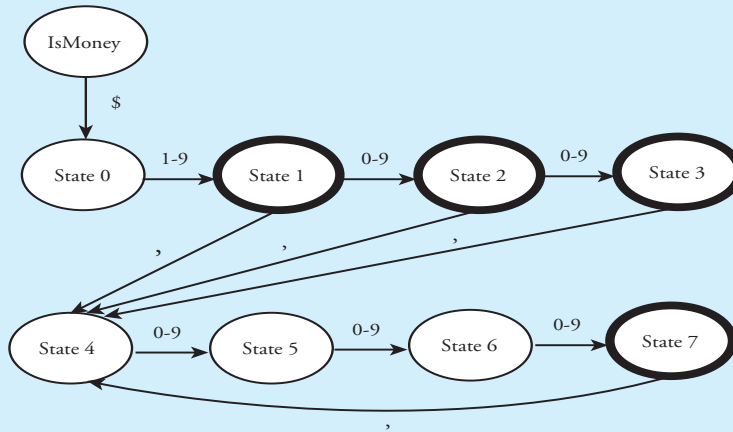 IsMoney
$
State 0
1-9
State 1
0-9
State 2
0-9
State 3
,
,
,
State 4
0-9
State 5
0-9
State 6
0-9
State 7
,